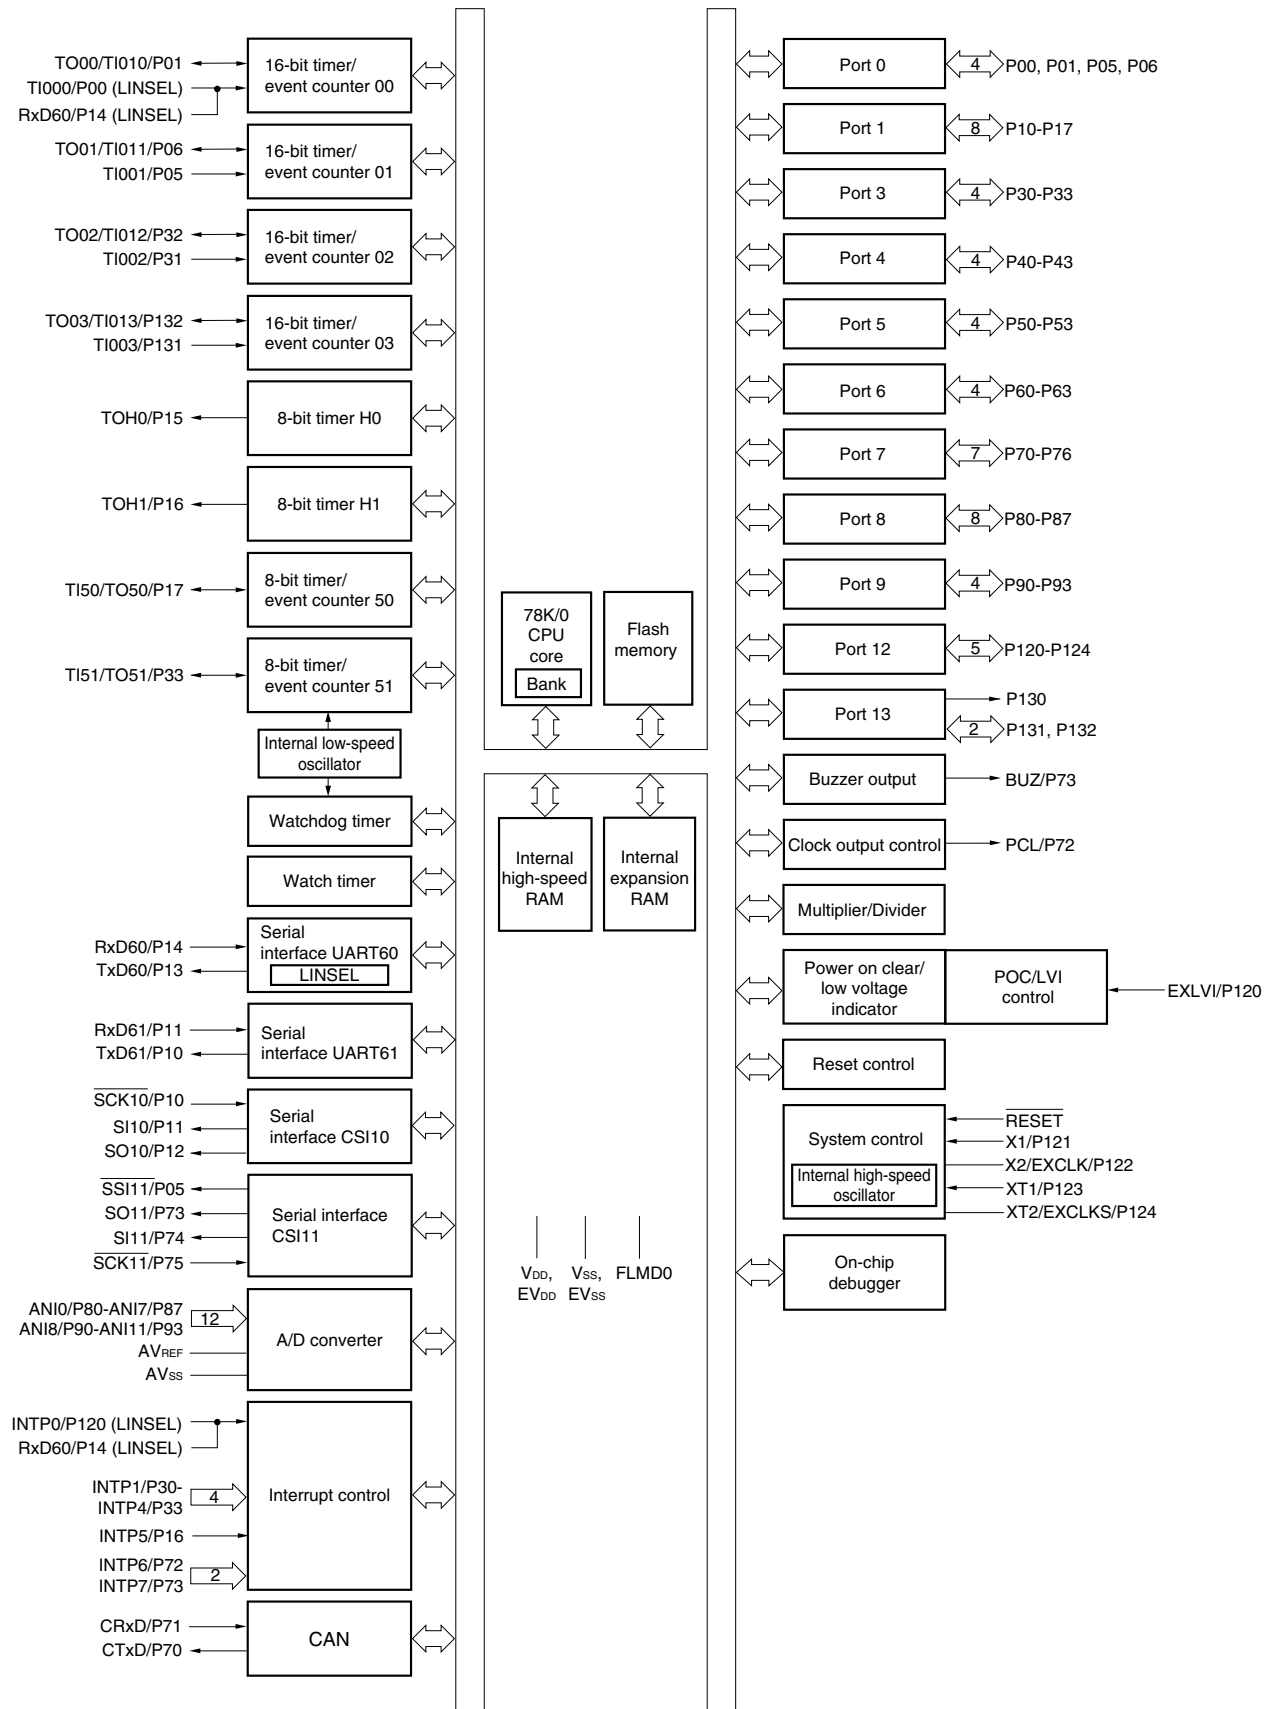 TO00/TI010/P01
TI000/P00 (LINSEL)
RxD60/P14 (LINSEL)
16-bit timer/
event counter 00
TO01/TI011/P06
TI001/P05
16-bit timer/
event counter 01
TO02/TI012/P32
TI002/P31
16-bit timer/
event counter 02
TO03/TI013/P132
TI003/P131
16-bit timer/
event counter 03
TOH0/P15
8-bit timer H0
TOH1/P16
8-bit timer H1
TI50/TO50/P17
8-bit timer/
event counter 50
TI51/TO51/P33
8-bit timer/
event counter 51
Internal low-speed
oscillator
Watchdog timer
Watch timer
RxD60/P14
TxD60/P13
Serial
interface UART60
LINSEL
RxD61/P11
TxD61/P10
Serial
interface UART61
SCK10/P10
SI10/P11
SO10/P12
Serial
interface CSI10
SSI11/P05
SO11/P73
SI11/P74
SCK11/P75
Serial interface
CSI11
ANI0/P80-ANI7/P87
ANI8/P90-ANI11/P93
12
AVREF
AVSS
A/D converter
INTP0/P120 (LINSEL)
RxD60/P14 (LINSEL)
INTP1/P30-
INTP4/P33
4
INTP5/P16
INTP6/P72
INTP7/P73
2
Interrupt control
CRxD/P71
CTxD/P70
CAN
78K/0
CPU
core
Bank
Flash
memory
Internal
high-speed
RAM
Internal
expansion
RAM
VDD,
EVDD
VSS,
EVSS
FLMD0
Port 0
4
P00, P01, P05, P06
Port 1
8
P10-P17
Port 3
4
P30-P33
Port 4
4
P40-P43
Port 5
4
P50-P53
Port 6
4
P60-P63
Port 7
7
P70-P76
Port 8
8
P80-P87
Port 9
4
P90-P93
Port 12
5
P120-P124
Port 13
P130
2
P131, P132
Buzzer output
BUZ/P73
Clock output control
PCL/P72
Multiplier/Divider
Power on clear/
low voltage
indicator
POC/LVI
control
EXLVI/P120
Reset control
System control
Internal high-speed
oscillator
RESET
X1/P121
X2/EXCLK/P122
XT1/P123
XT2/EXCLKS/P124
On-chip
debugger